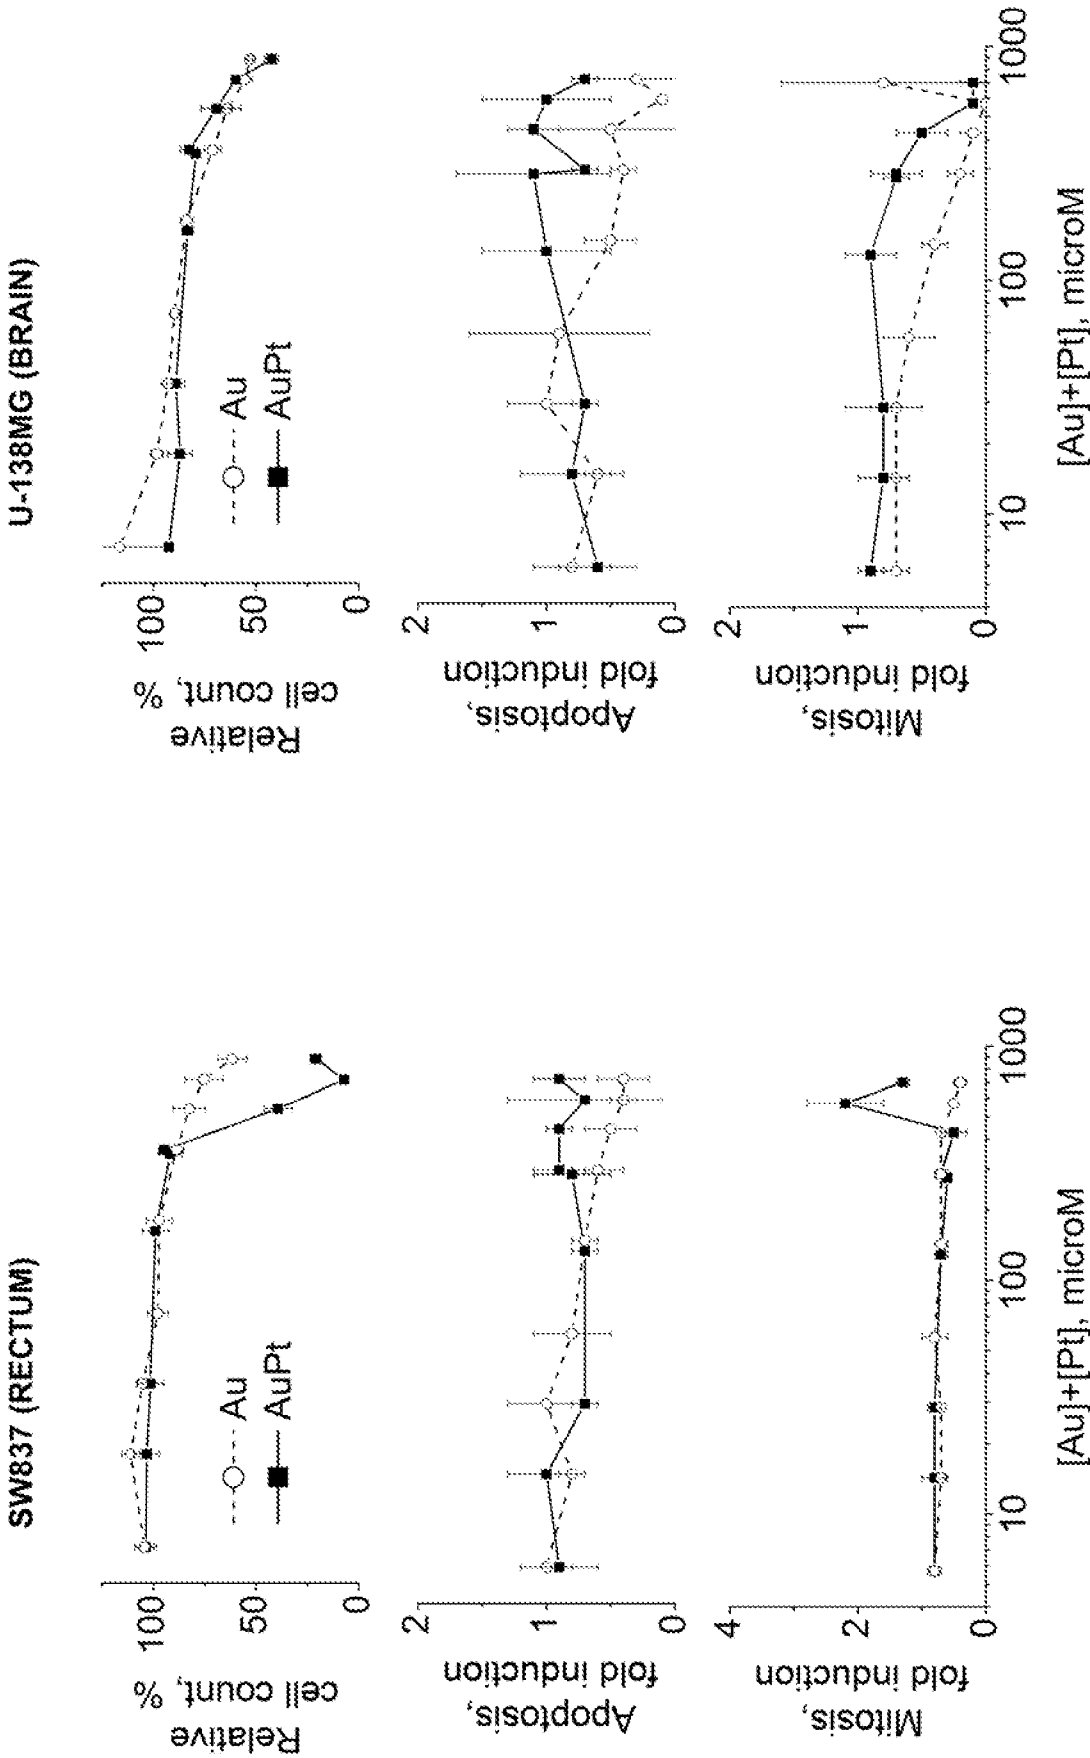 SW837 (RECTUM)
Relative
cell count, %
100
50
0
Au
AuPt
Apoptosis,
fold induction
2
1
0
Mitosis,
fold induction
4
2
0
10
100
1000
[Au]+[Pt], microM
U-138MG (BRAIN)
Relative
cell count, %
100
50
0
Au
AuPt
Apoptosis,
fold induction
2
1
0
Mitosis,
fold induction
2
1
0
10
100
1000
[Au]+[Pt], microM